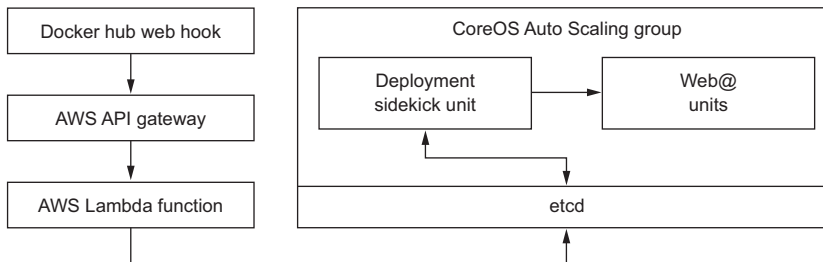 Docker hub web hook
AWS API gateway
AWS Lambda function
CoreOS Auto Scaling group
Deployment
sidekick unit
Web@
units
etcd